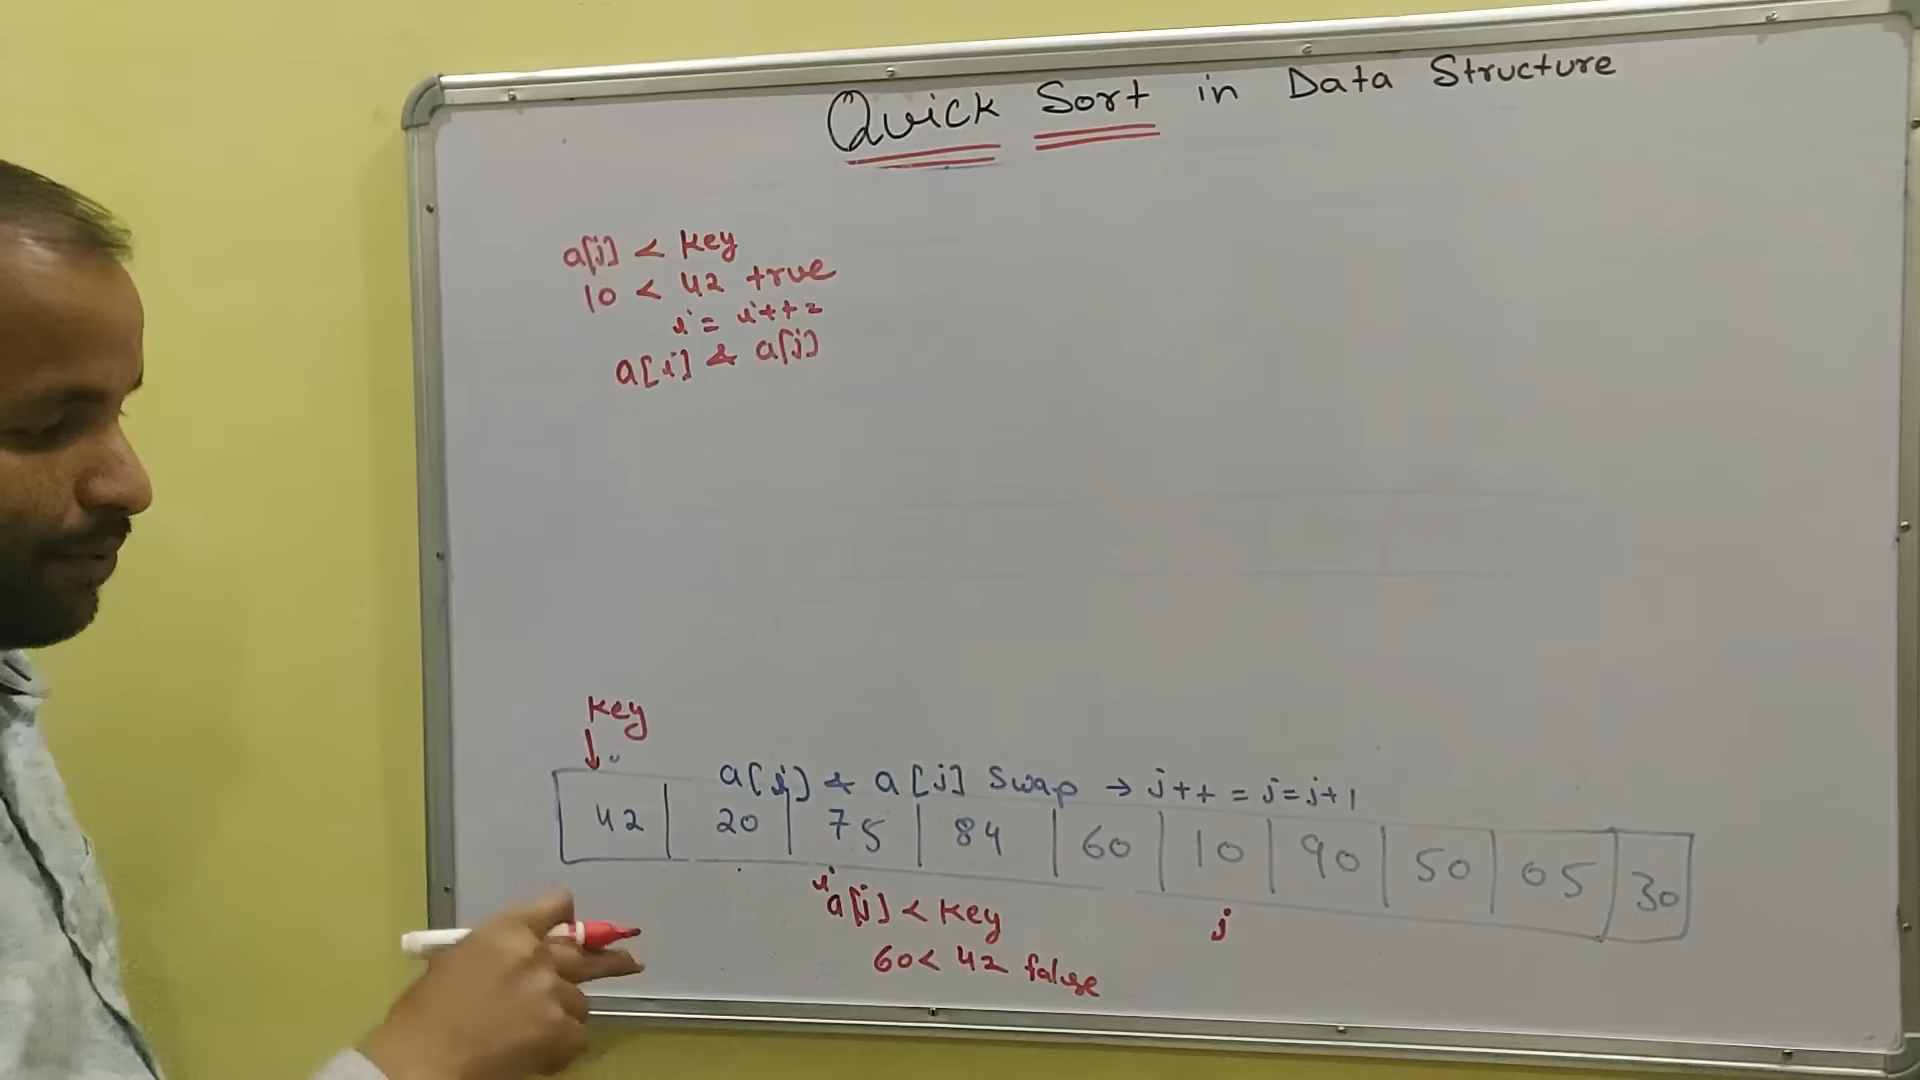 Quick Sort in Data Structure
a[j] < key
10 < 42 true
i = i++ =
a[i] & a[j]
key
a[i] & a[j] swap → j++ = j=j+1
42 20 75 84 60 10 90 50 05 30
i
a[j] < key
j
60 < 42 false